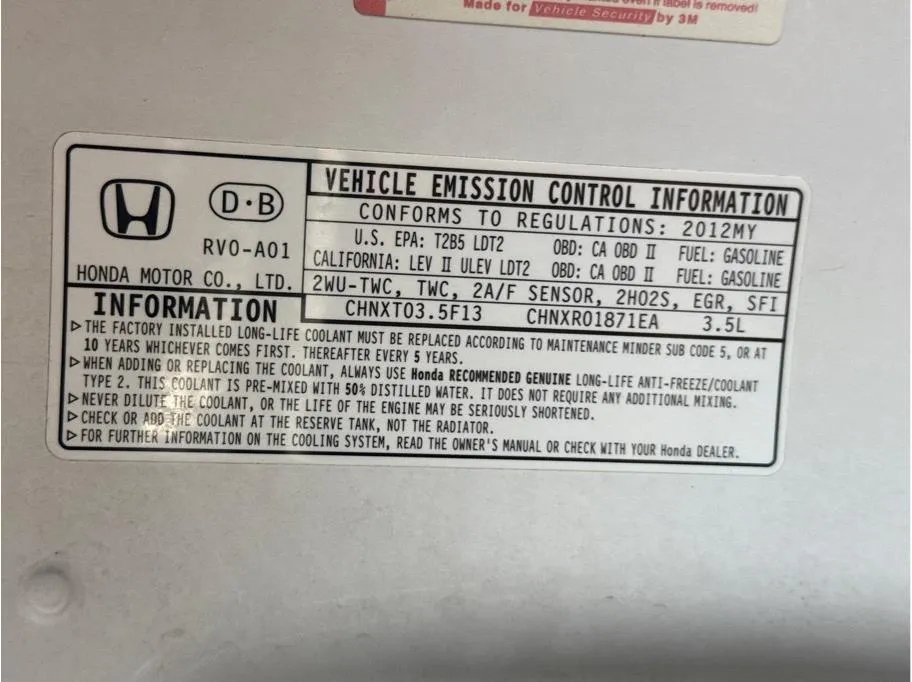 even if label is removed!
Made for Vehicle Security by 3M
D·B
RV0-A01
HONDA MOTOR CO., LTD.
VEHICLE EMISSION CONTROL INFORMATION
CONFORMS TO REGULATIONS: 2012MY
U.S. EPA: T2B5 LDT2 OBD: CA OBD II FUEL: GASOLINE
CALIFORNIA: LEV II ULEV LDT2 OBD: CA OBD II FUEL: GASOLINE
2WU-TWC, TWC, 2A/F SENSOR, 2HO2S, EGR, SFI
CHNXT03.5F13 CHNXR01871EA 3.5L
INFORMATION
▷THE FACTORY INSTALLED LONG-LIFE COOLANT MUST BE REPLACED ACCORDING TO MAINTENANCE MINDER SUB CODE 5, OR AT
10 YEARS WHICHEVER COMES FIRST. THEREAFTER EVERY 5 YEARS.
▷WHEN ADDING OR REPLACING THE COOLANT, ALWAYS USE Honda RECOMMENDED GENUINE LONG-LIFE ANTI-FREEZE/COOLANT
TYPE 2. THIS COOLANT IS PRE-MIXED WITH 50% DISTILLED WATER. IT DOES NOT REQUIRE ANY ADDITIONAL MIXING.
▷NEVER DILUTE THE COOLANT, OR THE LIFE OF THE ENGINE MAY BE SERIOUSLY SHORTENED.
▷CHECK OR ADD THE COOLANT AT THE RESERVE TANK, NOT THE RADIATOR.
▷FOR FURTHER INFORMATION ON THE COOLING SYSTEM, READ THE OWNER'S MANUAL OR CHECK WITH YOUR Honda DEALER.